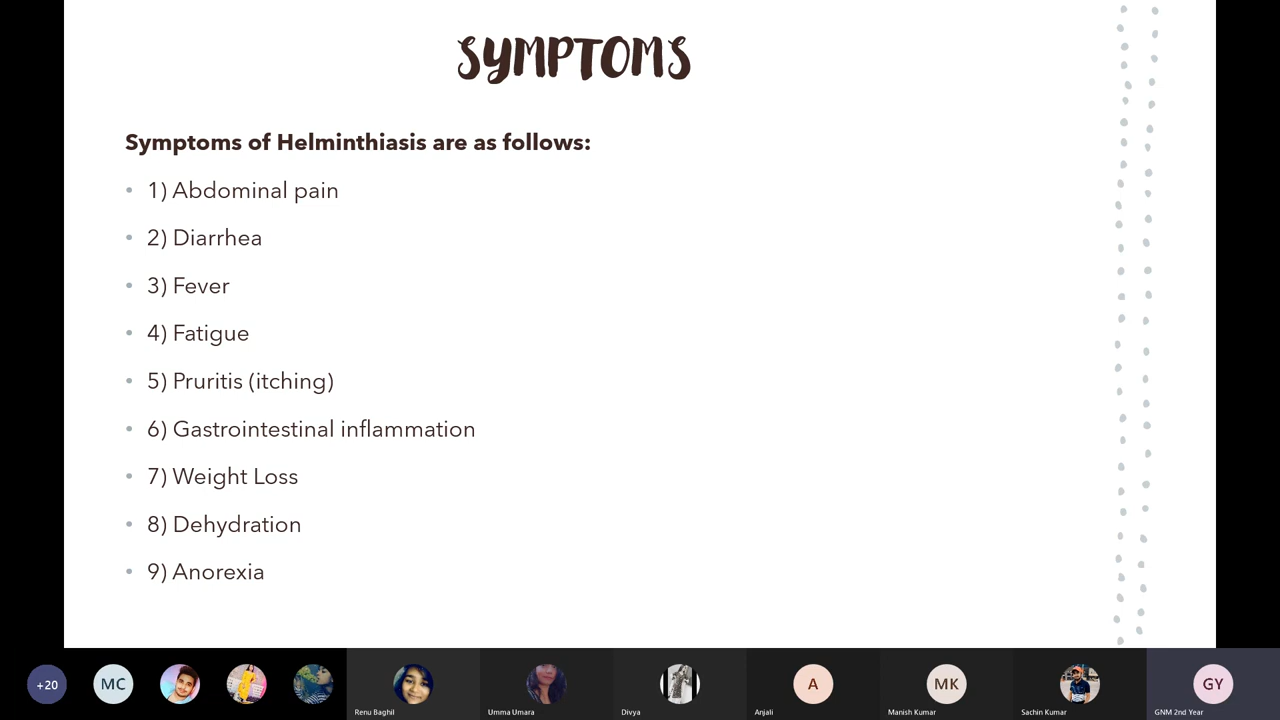 SYMPTOMS
Symptoms of Helminthiasis are as follows:
• 1) Abdominal pain
• 2) Diarrhea
• 3) Fever
• 4) Fatigue
• 5) Pruritis (itching)
• 6) Gastrointestinal inflammation
• 7) Weight Loss
• 8) Dehydration
• 9) Anorexia
+20 MC A MK GY
Renu Baghil Umma Umara Divya Anjali Manish Kumar Sachin Kumar GNM 2nd Year